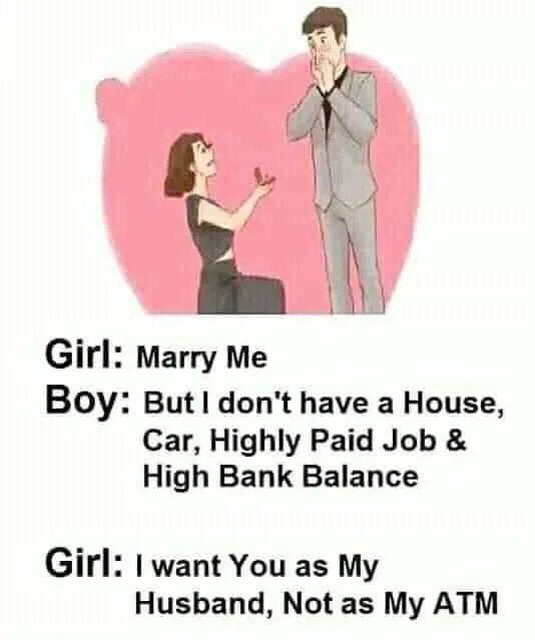 Girl: Marry Me
Boy: But I don't have a House,
Car, Highly Paid Job &
High Bank Balance
Girl: I want You as My
Husband, Not as My ATM